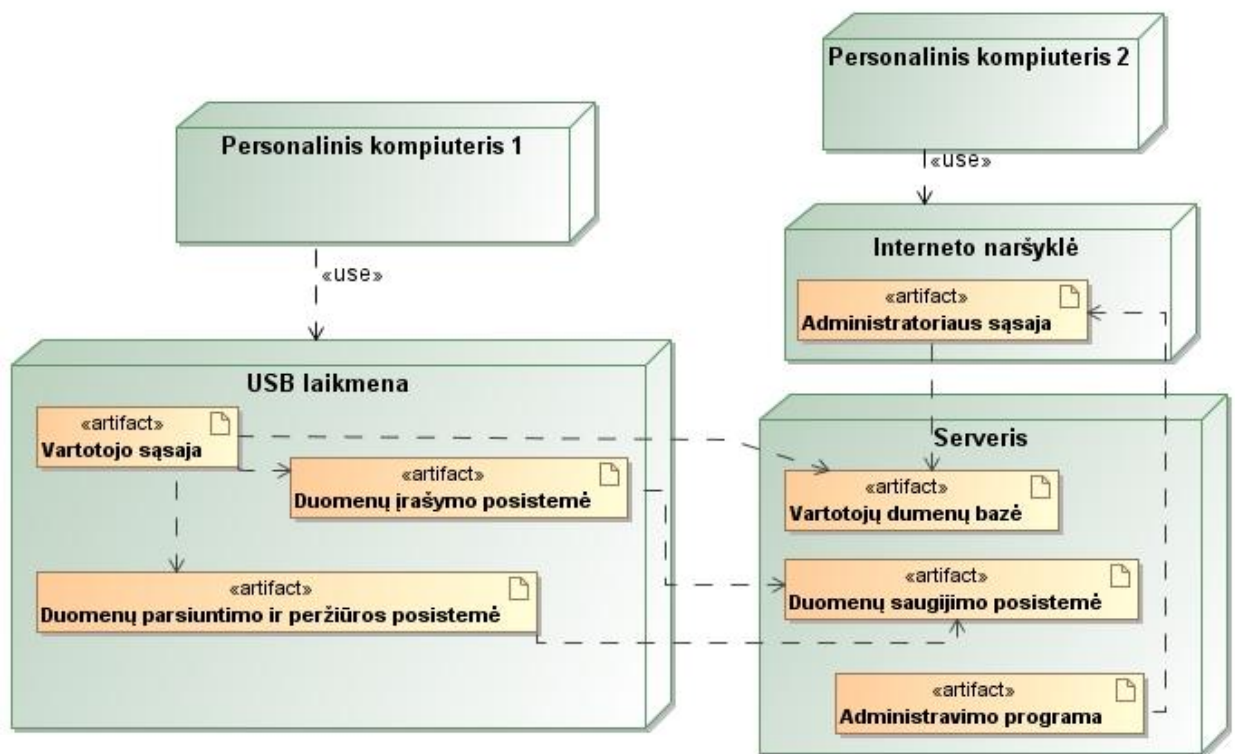 Personalinis kompiuteris 1
«use»
USB laikmena
«artifact»
Vartotojo sąsaja
«artifact»
Duomenų įrašymo posistemė
«artifact»
Duomenų parsiuntimo ir peržiūros posistemė
Personalinis kompiuteris 2
«use»
Interneto naršyklė
«artifact»
Administratoriaus sąsaja
Serveris
«artifact»
Vartotojų dumenų bazė
«artifact»
Duomenų saugijimo posistemė
«artifact»
Administravimo programa